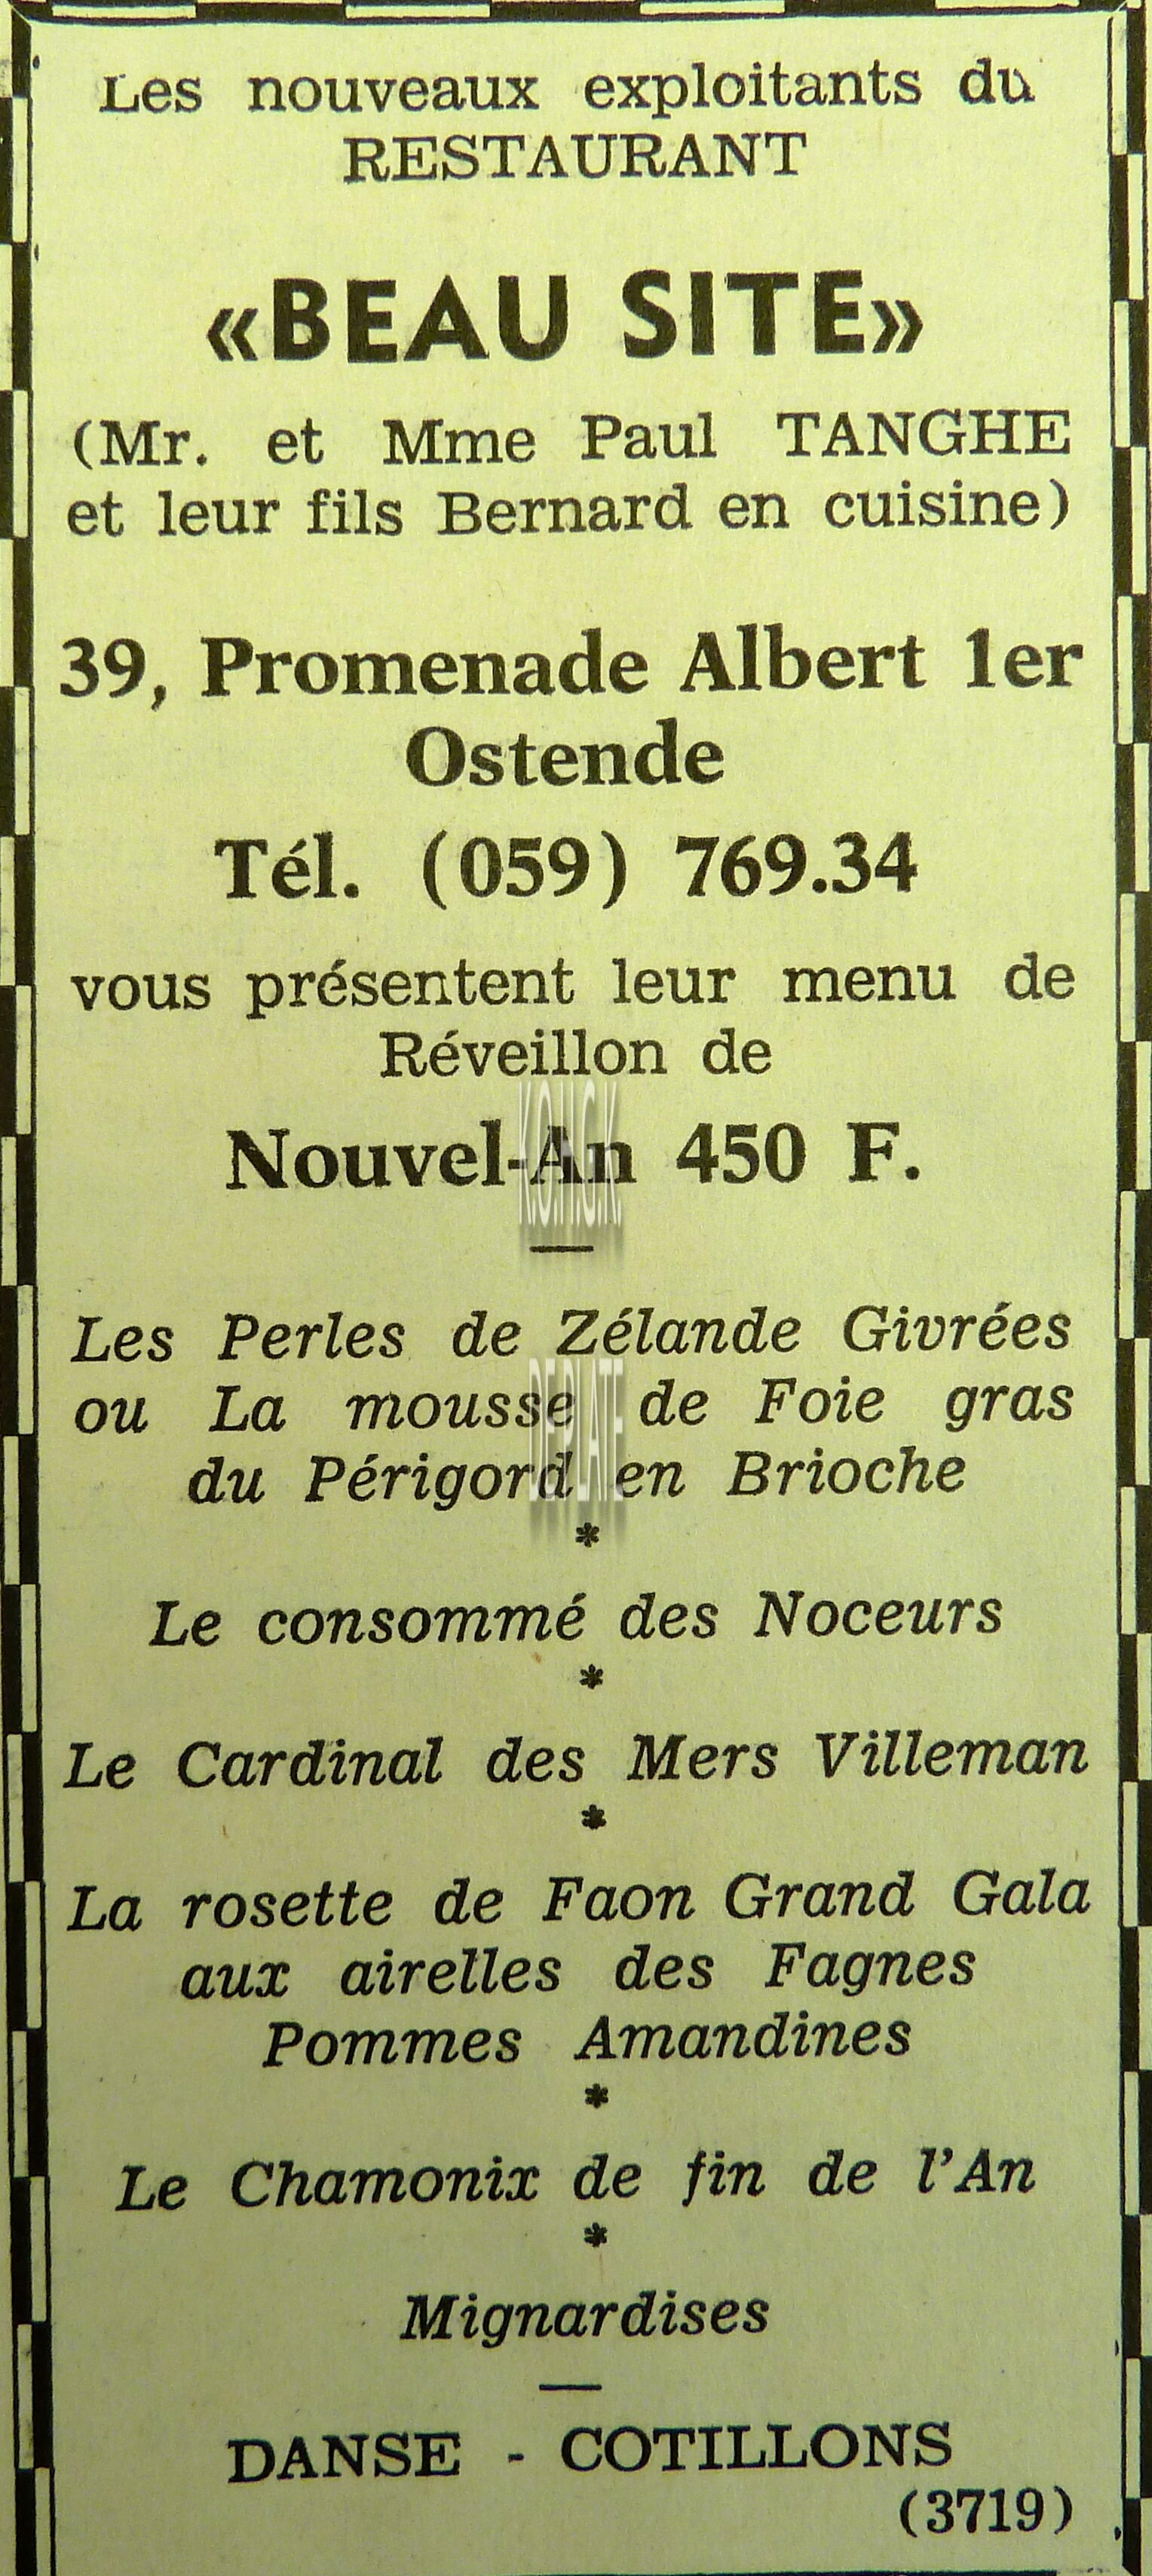 Les nouveaux exploitants du
RESTAURANT
«BEAU SITE»
(Mr. et Mme Paul TANGHE
et leur fils Bernard en cuisine)
39, Promenade Albert 1er
Ostende
Tél. (059) 769.34
vous présentent leur menu de
Réveillon de
Nouvel-An 450 F.
Les Perles de Zélande Givrées
ou La mousse de Foie gras
du Périgord en Brioche
*
Le consommé des Noceurs
*
Le Cardinal des Mers Villeman
*
La rosette de Faon Grand Gala
aux airelles des Fagnes
Pommes Amandines
*
Le Chamonix de fin de l'An
*
Mignardises
DANSE - COTILLONS
(3719)
DEPLATE